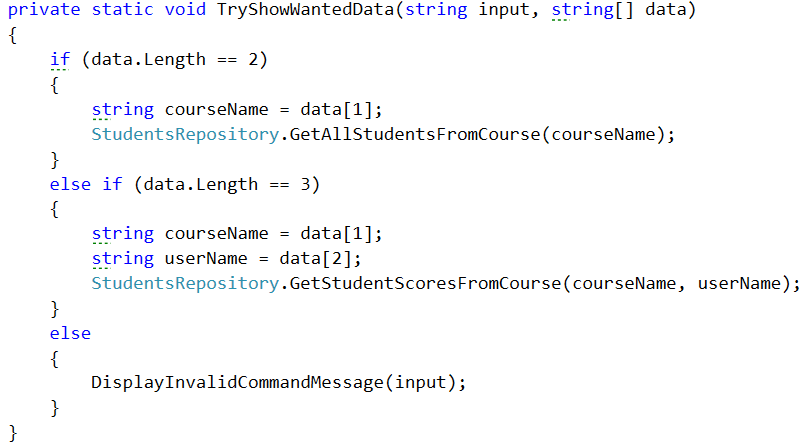 private static void TryShowWantedData(string input, string[] data)
{
    if (data.Length == 2)
    {
        string courseName = data[1];
        StudentsRepository.GetAllStudentsFromCourse(courseName);
    }
    else if (data.Length == 3)
    {
        string courseName = data[1];
        string userName = data[2];
        StudentsRepository.GetStudentScoresFromCourse(courseName, userName);
    }
    else
    {
        DisplayInvalidCommandMessage(input);
    }
}